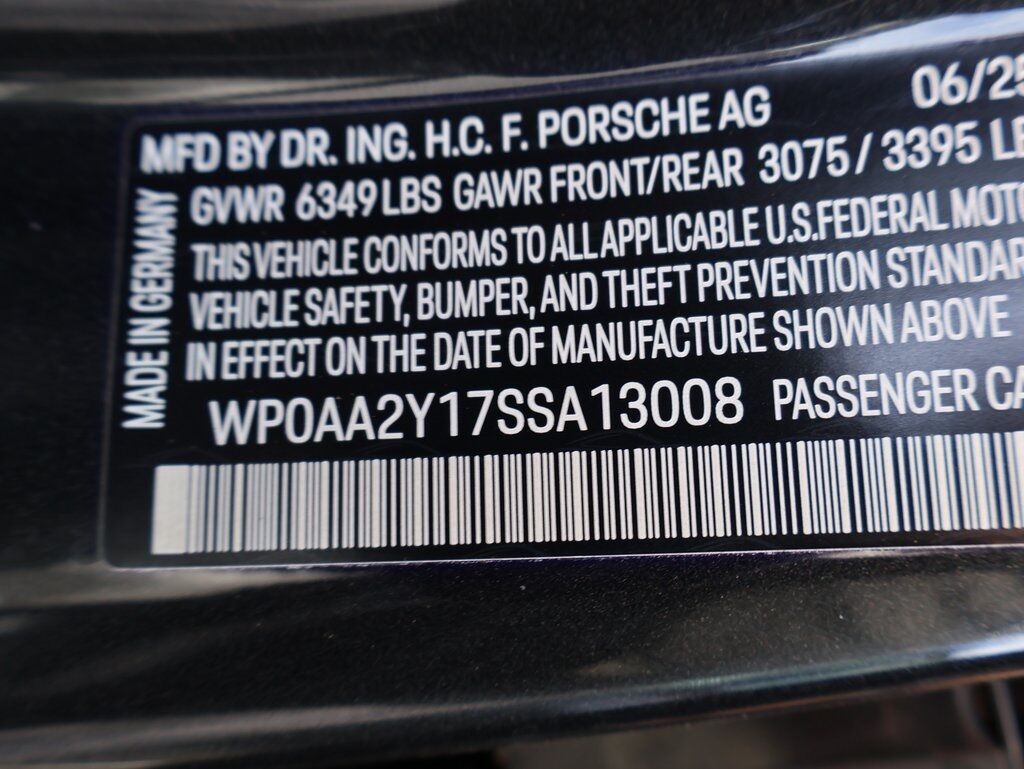 06/25
MFD BY DR. ING. H.C. F. PORSCHE AG
GVWR 6349 LBS GAWR FRONT/REAR 3075 / 3395
THIS VEHICLE CONFORMS TO ALL APPLICABLE U.S. FEDERAL
VEHICLE SAFETY, BUMPER, AND THEFT PREVENTION
IN EFFECT ON THE DATE OF MANUFACTURE SHOWN ABOVE
WP0AA2Y17SSA13008 PASSENGER
MADE IN GERMANY